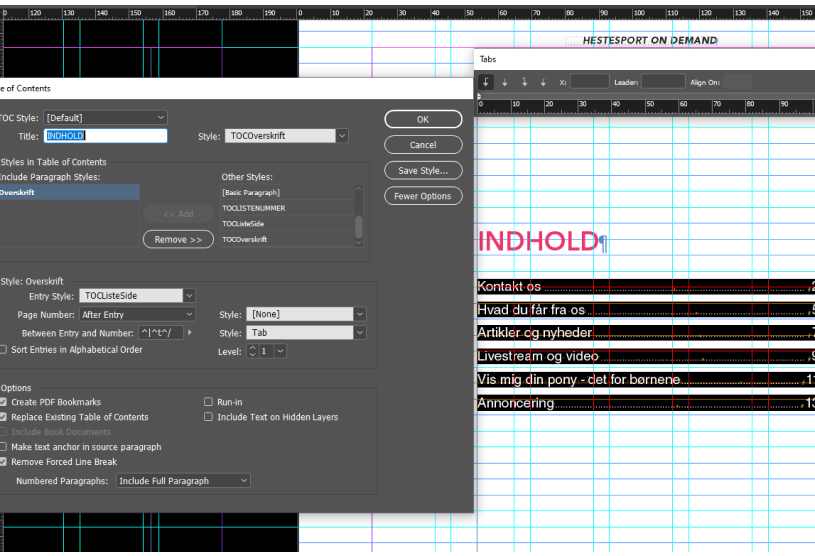 0 120 130 140 150 160 170 180 190 0 10 20 30 40 50 60 70 80 90 100 110 120 130 140 150
HESTESPORT ON DEMAND
Tabs
X: Leader: Align On:
0 10 20 30 40 50 60 70 80 90
e of Contents
TOC Style: [Default]
OK
Title: INDHOLD Style: TOCOverskrift
Cancel
Styles in Table of Contents
Save Style...
Include Paragraph Styles: Other Styles:
Fewer Options
Overskrift
[Basic Paragraph]
<< Add
TOCLISTENUMMER
TOCListeSide
Remove >>
TOCOverskrift
INDHOLD¶
Style: Overskrift
Entry Style: TOCListeSide
Page Number: After Entry Style: [None]
Between Entry and Number: ^|^t^/ Style: Tab
Sort Entries in Alphabetical Order Level: 1
Kontakt os 2
Hvad du får fra os 5
Artikler og nyheder 7
Livestream og video 9
Vis mig din pony - det for børnene 11
Annoncering 13
Options
Create PDF Bookmarks Run-in
Replace Existing Table of Contents Include Text on Hidden Layers
Include Book Documents
Make text anchor in source paragraph
Remove Forced Line Break
Numbered Paragraphs: Include Full Paragraph